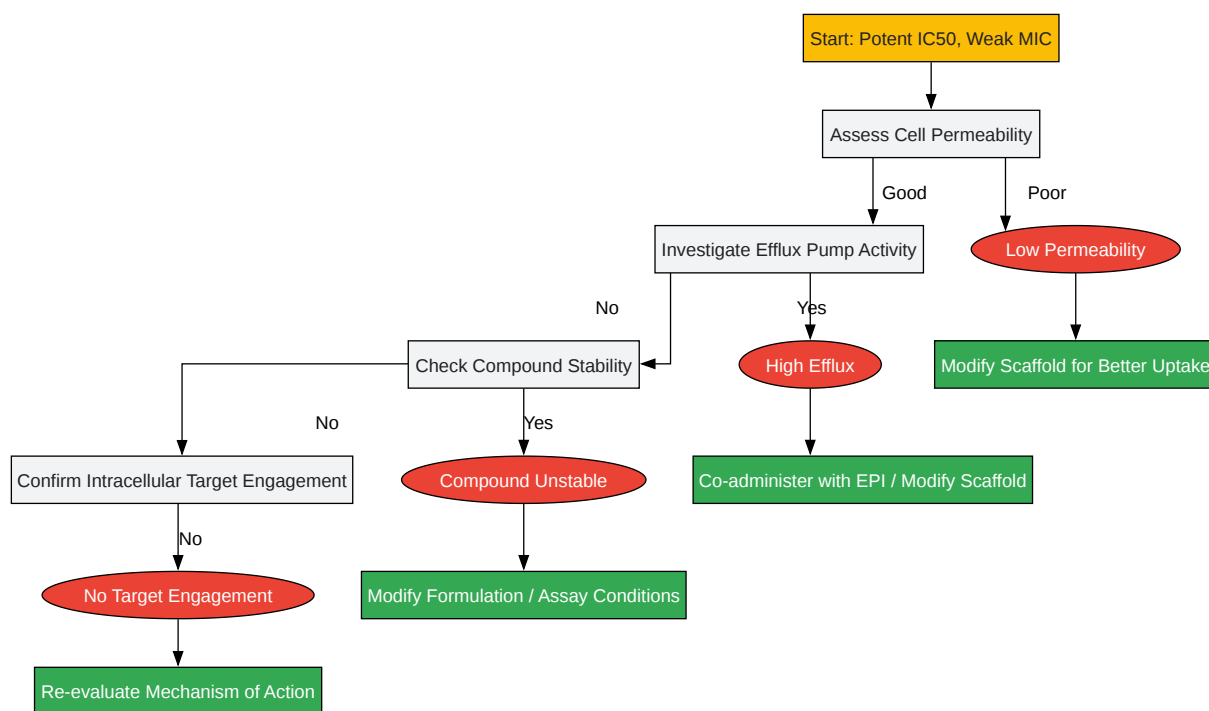 Start: Potent IC50, Weak MIC
Assess Cell Permeability
Good
Poor
Investigate Efflux Pump Activity
Low Permeability
No
Yes
Check Compound Stability
High Efflux
Modify Scaffold for Better Uptake
No
Yes
Confirm Intracellular Target Engagement
Compound Unstable
Co-administer with EPI / Modify Scaffold
No
No Target Engagement
Modify Formulation / Assay Conditions
Re-evaluate Mechanism of Action